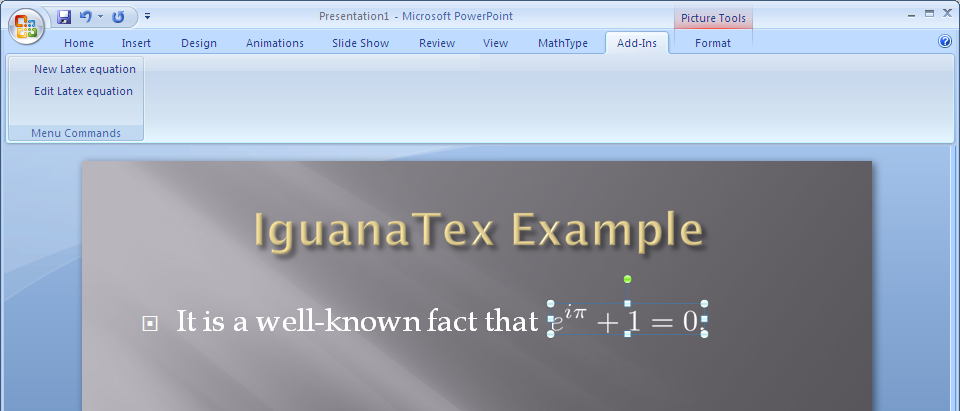 Presentation1 - Microsoft PowerPoint
Picture Tools
Home Insert Design Animations Slide Show Review View MathType Add-Ins Format
New Latex equation
Edit Latex equation
Menu Commands
IguanaTex Example
It is a well-known fact that e^{iπ} + 1 = 0.